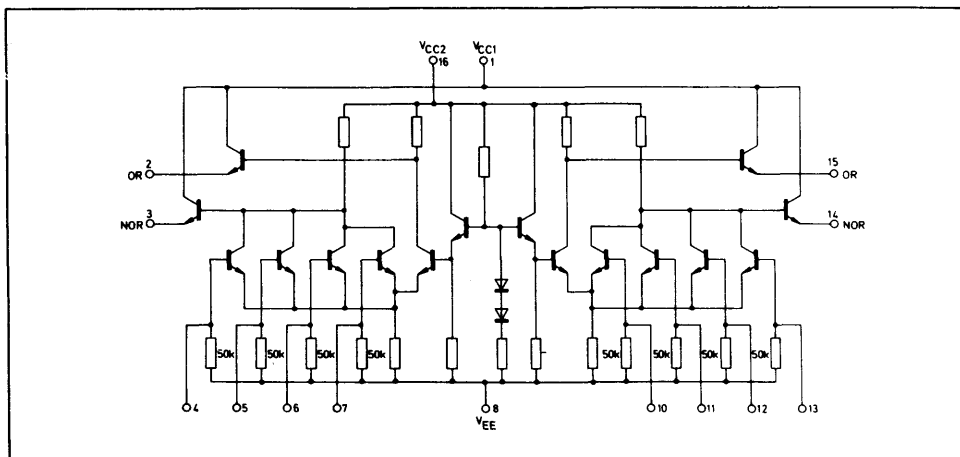 VCC2 VCC1
16 1
2 15
OR OR
3 14
NOR NOR
50k 50k 50k 50k 50k 50k 50k 50k
4 5 6 7 8 10 11 12 13
VEE